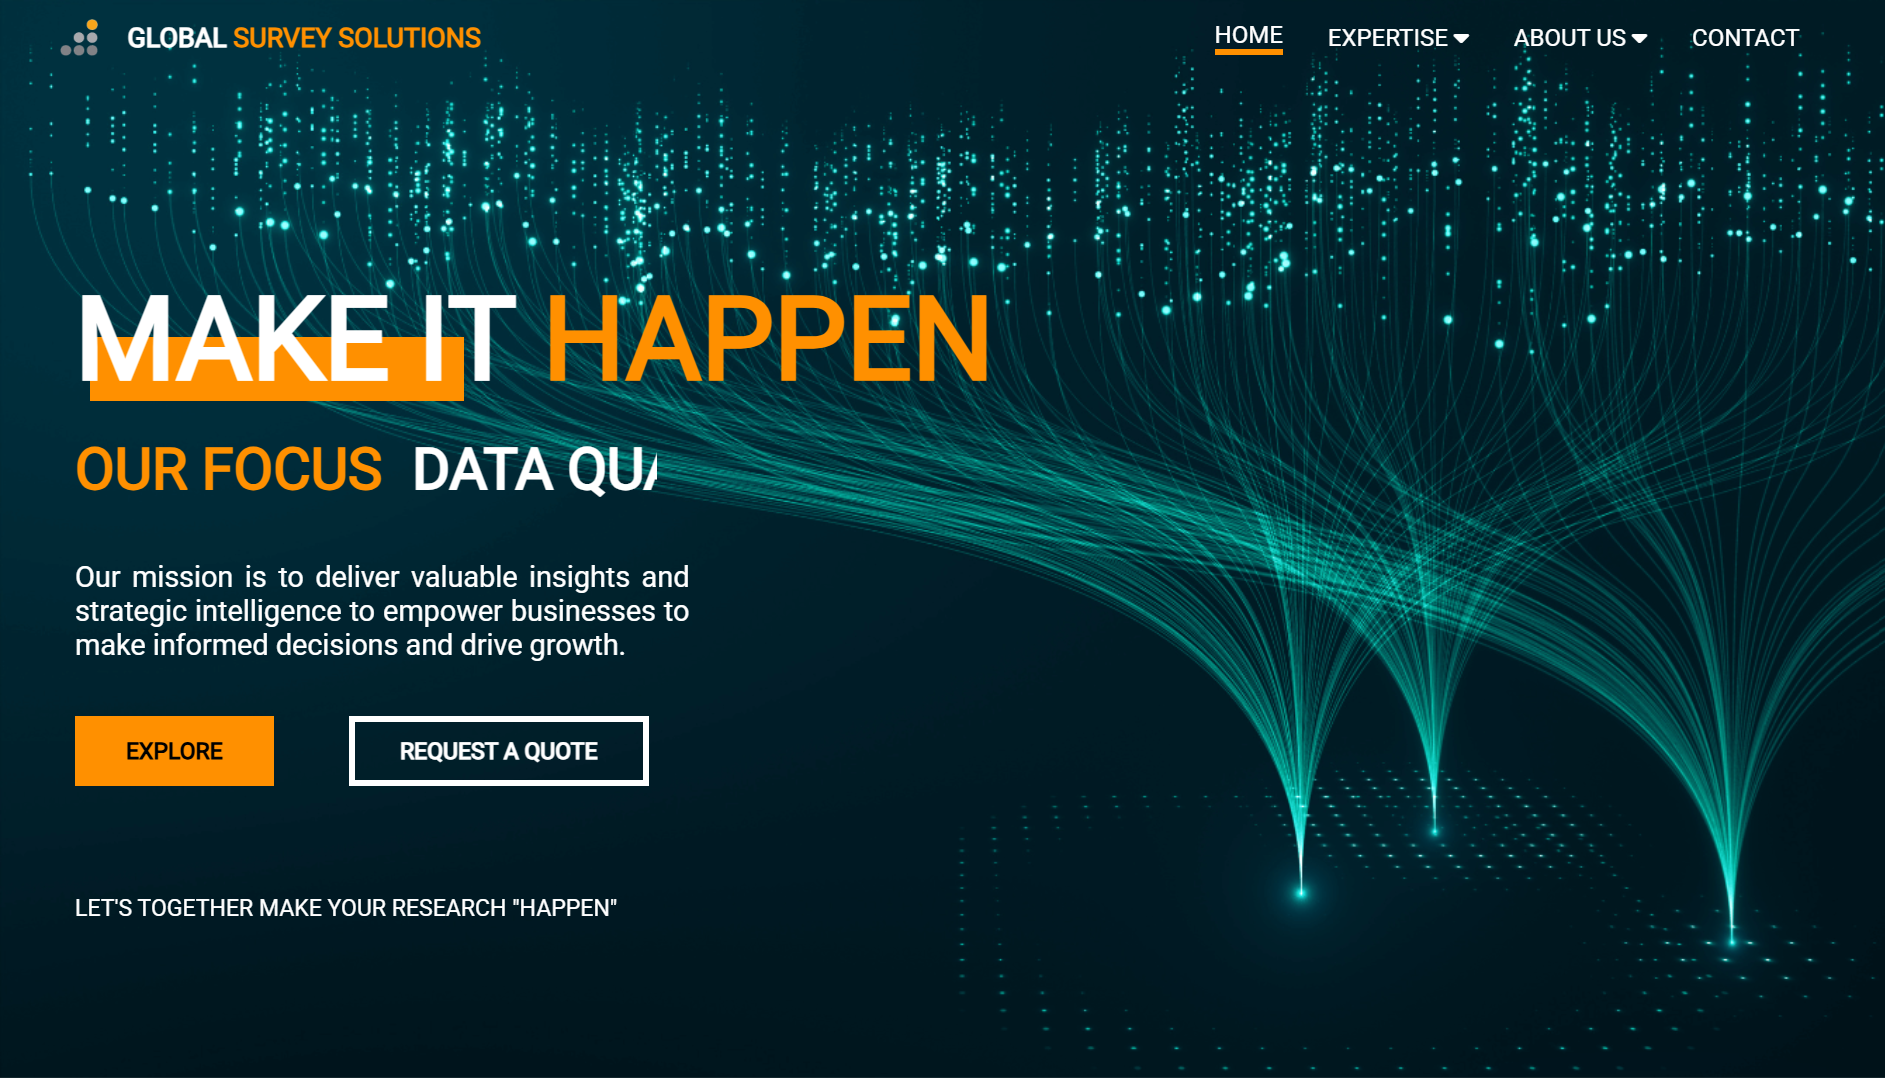 GLOBAL SURVEY SOLUTIONS
HOME EXPERTISE ABOUT US CONTACT
MAKE IT HAPPEN
OUR FOCUS DATA QUA
Our mission is to deliver valuable insights and
strategic intelligence to empower businesses to
make informed decisions and drive growth.
EXPLORE REQUEST A QUOTE
LET'S TOGETHER MAKE YOUR RESEARCH "HAPPEN"